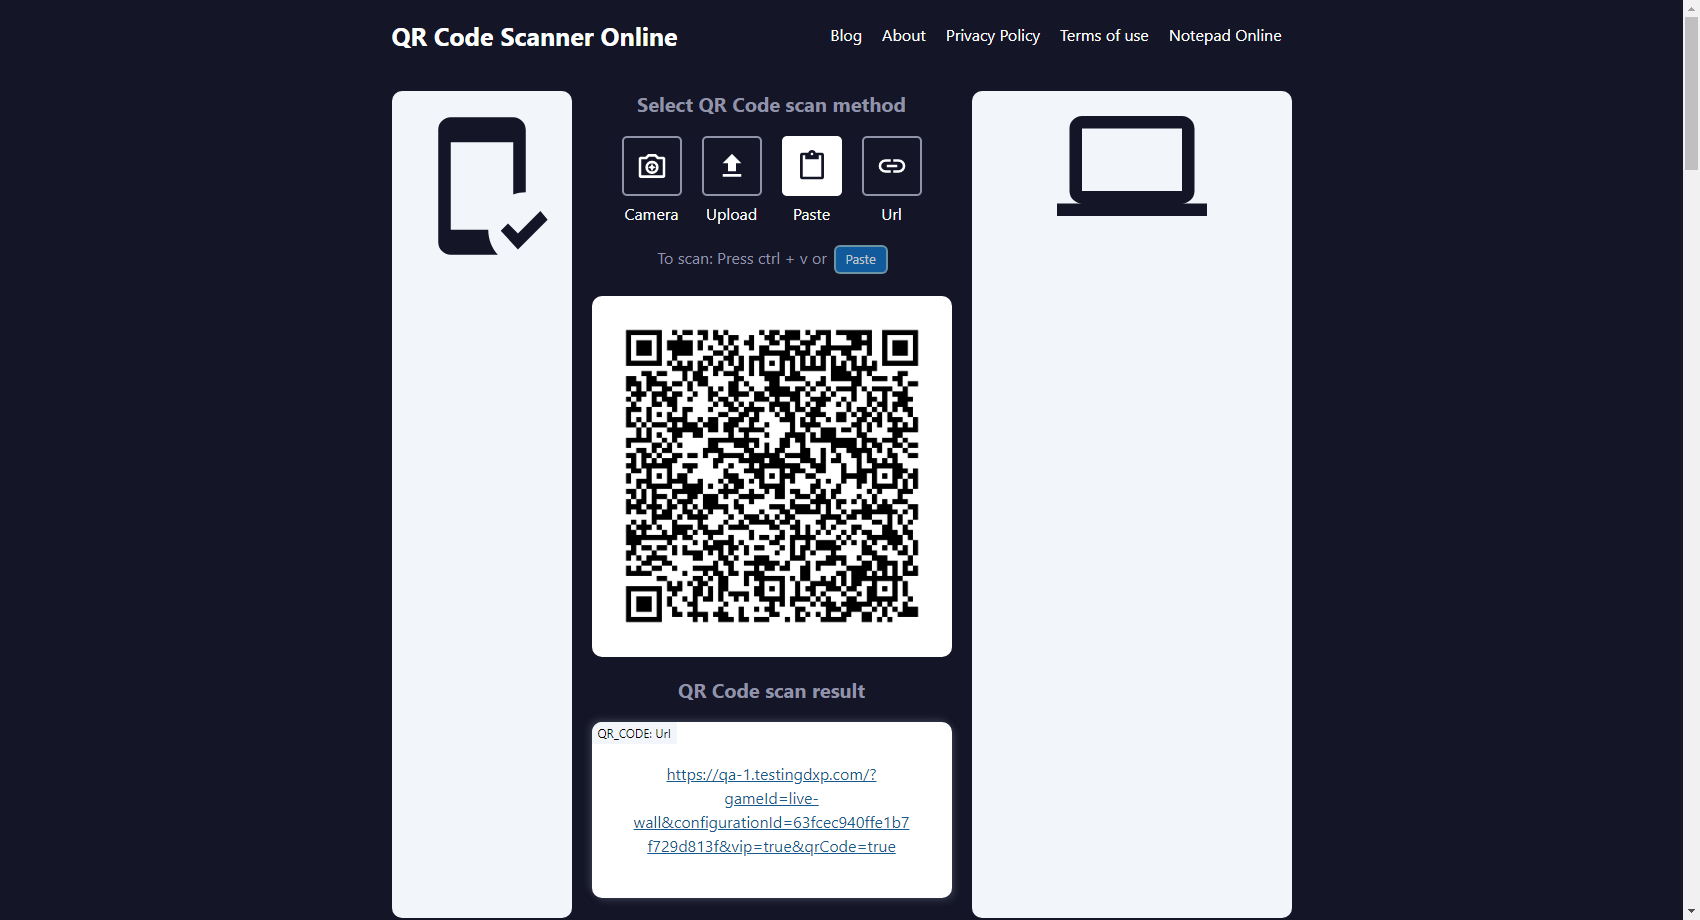 QR Code Scanner Online
Blog About Privacy Policy Terms of use Notepad Online
Select QR Code scan method
Camera Upload Paste Url
To scan: Press ctrl + v or Paste
QR Code scan result
QR_CODE: Url
https://qa-1.testingdxp.com/?
gameId=live-
wall&configurationId=63fcec940ffe1b7
f729d813f&vip=true&qrCode=true